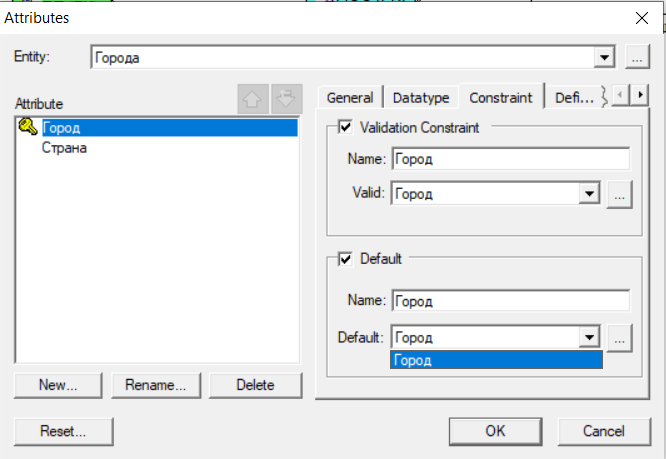 Attributes
Entity:
Города
...
Attribute
Город
Страна
New...
Rename...
Delete
General
Datatype
Constraint
Defi...
Validation Constraint
Name:
Город
Valid:
Город
...
Default
Name:
Город
Default:
Город
...
Город
Reset...
OK
Cancel